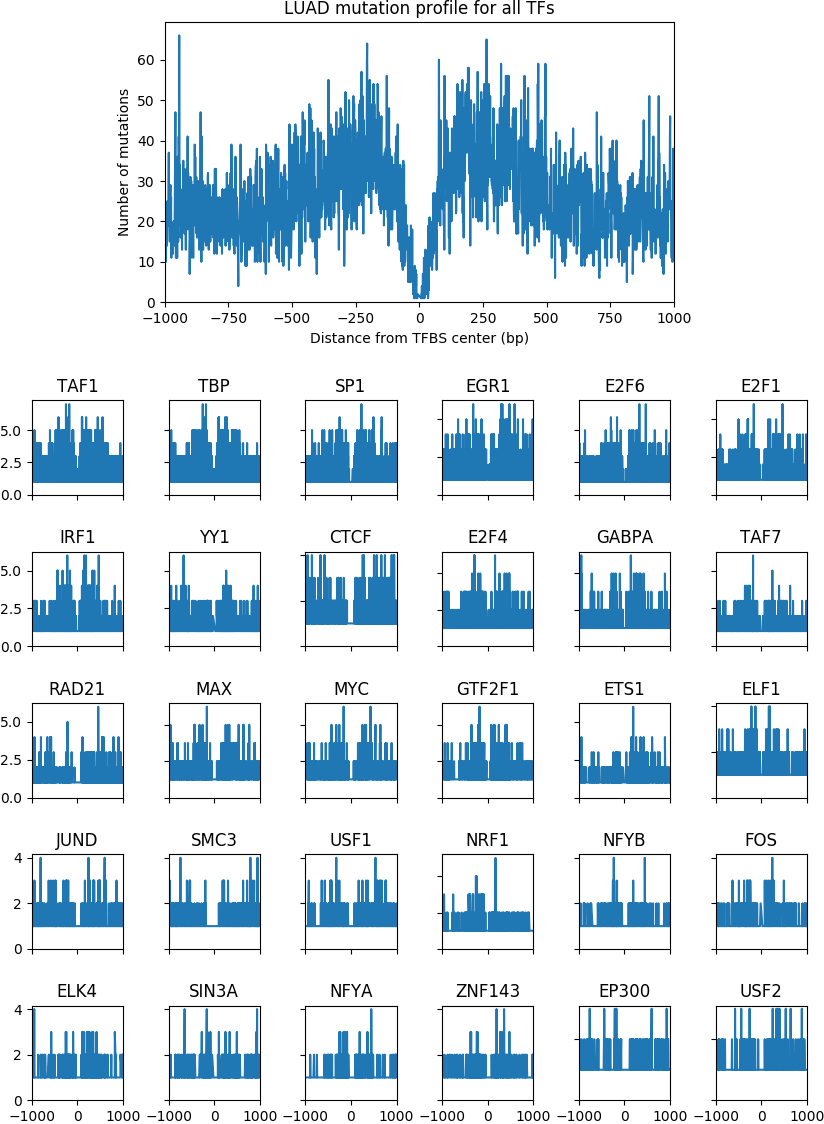 LUAD mutation profile for all TFs
60
50
40
30
20
10
0
Number of mutations
−1000 −750 −500 −250 0 250 500 750 1000
Distance from TFBS center (bp)
TAF1 TBP SP1 EGR1 E2F6 E2F1
5.0
2.5
0.0
IRF1 YY1 CTCF E2F4 GABPA TAF7
5.0
2.5
0.0
RAD21 MAX MYC GTF2F1 ETS1 ELF1
5.0
2.5
0.0
JUND SMC3 USF1 NRF1 NFYB FOS
4
2
0
ELK4 SIN3A NFYA ZNF143 EP300 USF2
4
2
0
−1000 0 1000 −1000 0 1000 −1000 0 1000 −1000 0 1000 −1000 0 1000 −1000 0 1000